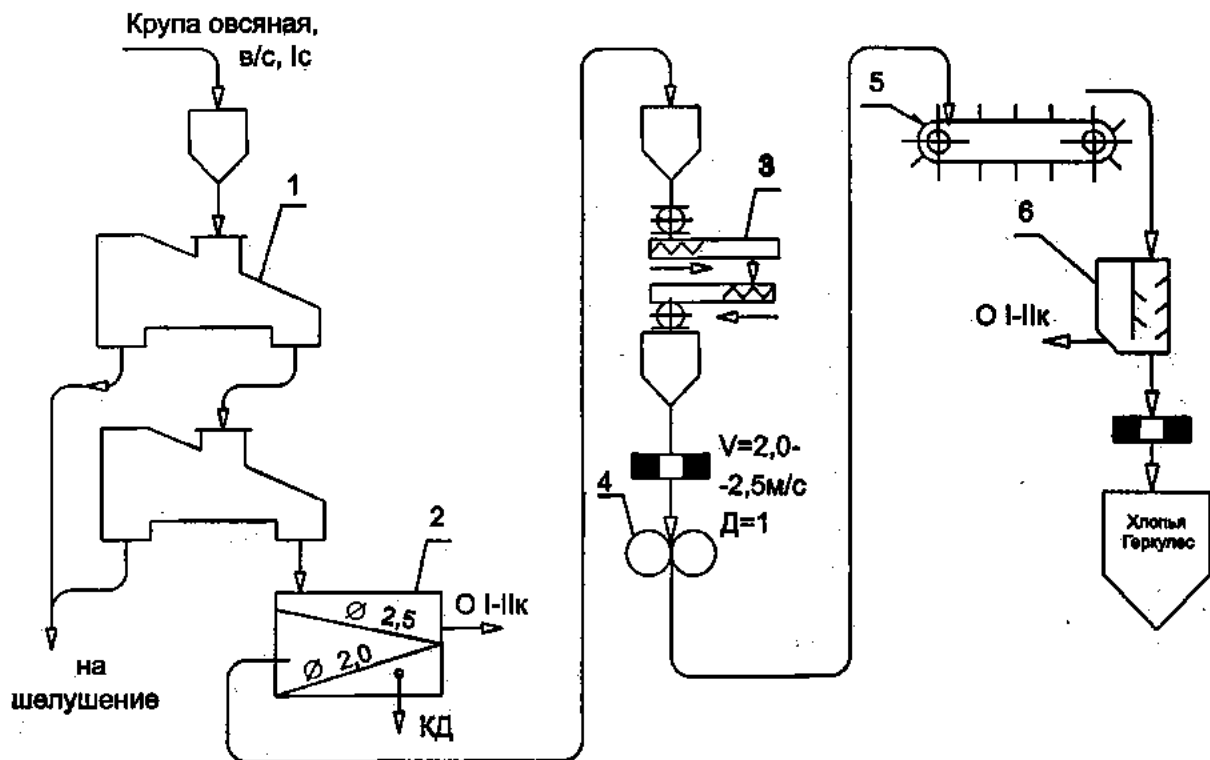 Крупа овсяная,
в/с, Iс
1
2
Ø 2,5
Ø 2,0
О I-IIк
КД
на
шелушение
3
V=2,0-
-2,5м/с
Д=1
4
5
6
О I-IIк
Хлопья
Геркулес